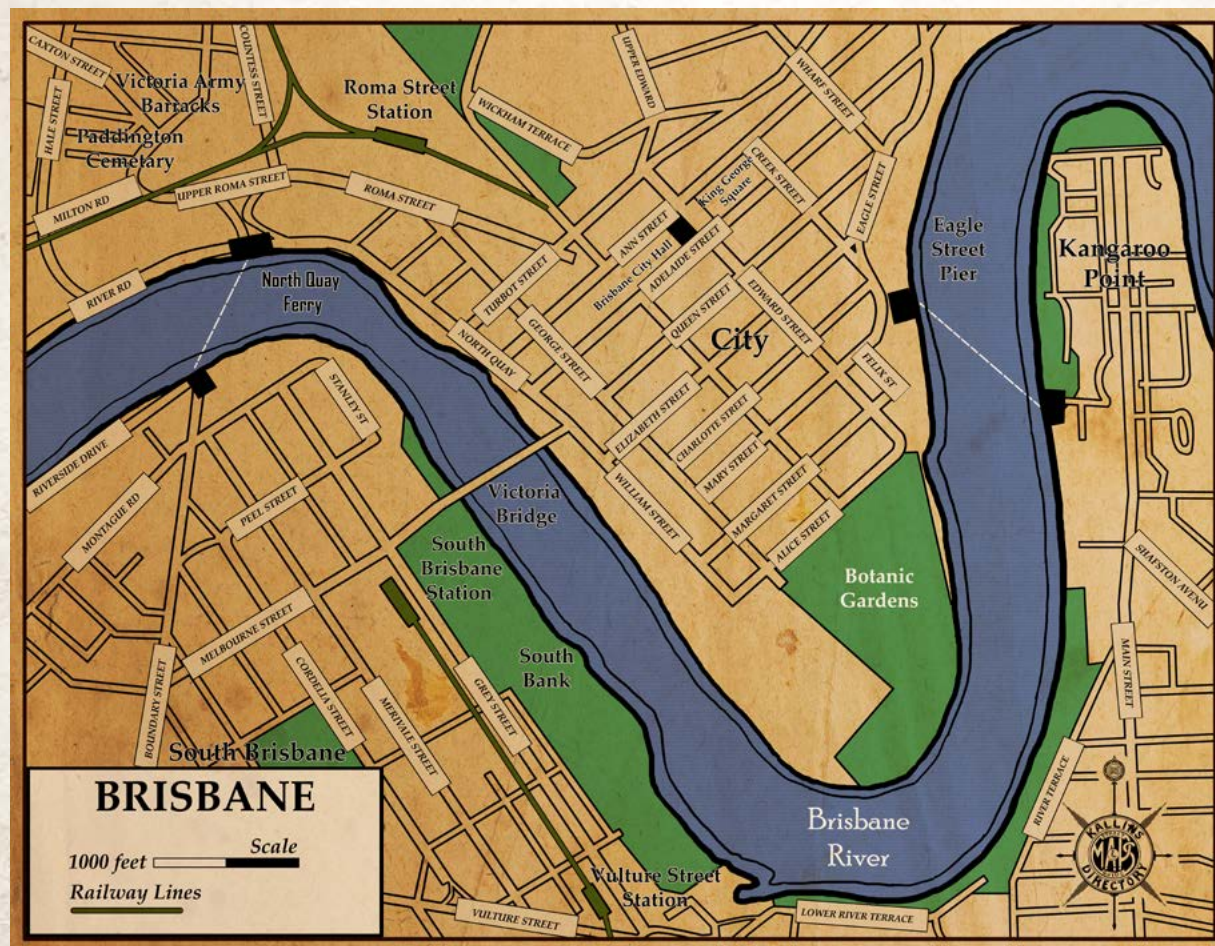 CAXTON STREET
COUNTESS STREET
Victoria Army
Barracks
HALE STREET
Paddington
Cemetary
MILTON RD
UPPER ROMA STREET
Roma Street
Station
ROMA STREET
WICKHAM TERRACE
UPPER EDWARD
WHARF STREET
CREEK STREET
King George
Square
EAGLE STREET
ANN STREET
Brisbane City Hall
ADELAIDE STREET
Eagle
Street
Pier
Kangaroo
Point
RIVER RD
North Quay
Ferry
TURBOT STREET
GEORGE STREET
NORTH QUAY
QUEEN STREET
EDWARD STREET
City
FELIX ST
STANLEY ST
ELIZABETH STREET
CHARLOTTE STREET
MARY STREET
MARGARET STREET
WILLIAM STREET
ALICE STREET
RIVERSIDE DRIVE
MONTAGUE RD
PEEL STREET
Victoria
Bridge
South
Brisbane
Station
Botanic
Gardens
SHAFSTON AVENU
MELBOURNE STREET
BOUNDARY STREET
CORDELIA STREET
MERIVALE STREET
GREY STREET
South
Bank
MAIN STREET
South Brisbane
RIVER TERRACE
BRISBANE
Scale
1000 feet
Railway Lines
Brisbane
River
Vulture Street
Station
VULTURE STREET
LOWER RIVER TERRACE
KALLINS
MAPS
DIRECTORY